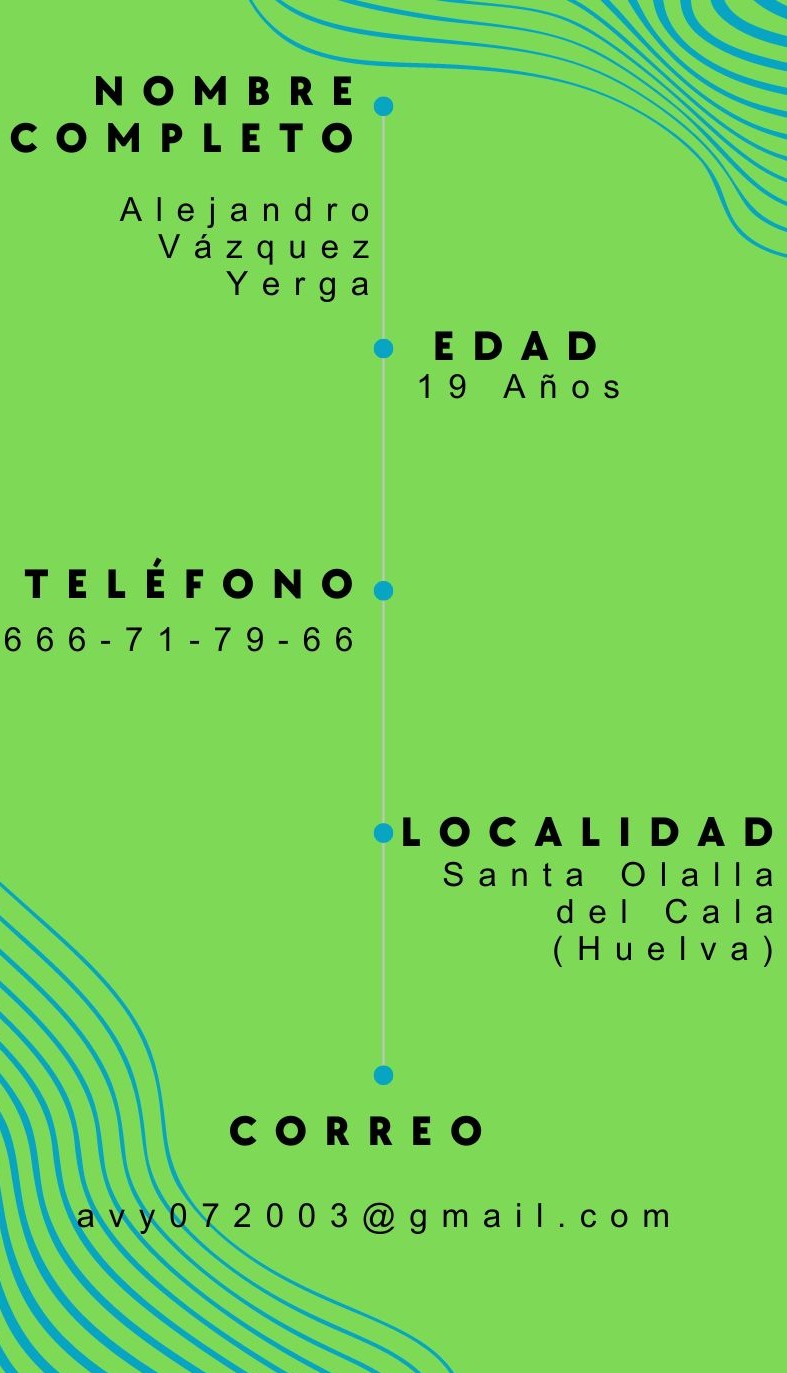 NOMBRE
COMPLETO
Alejandro
Vázquez
Yerga
EDAD
19 Años
TELÉFONO
666-71-79-66
LOCALIDAD
Santa Olalla
del Cala
(Huelva)
CORREO
avy072003@gmail.com